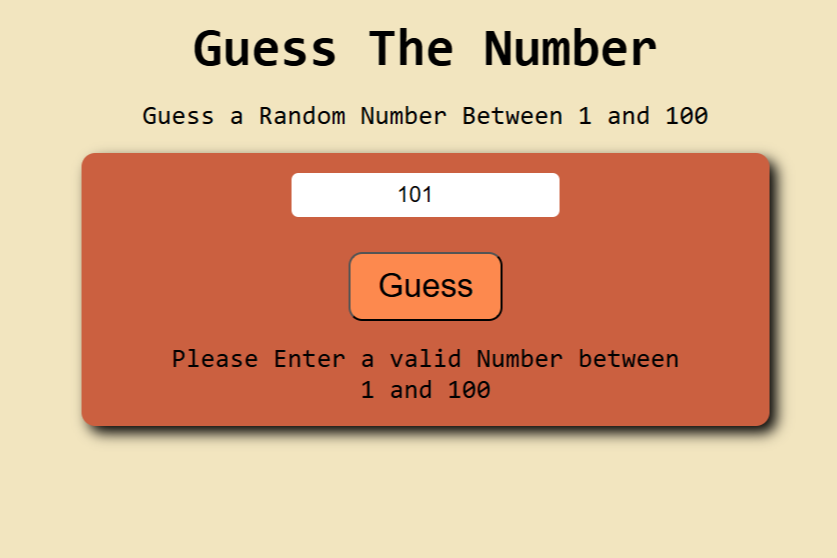 Guess The Number
Guess a Random Number Between 1 and 100
101
Guess
Please Enter a valid Number between
1 and 100